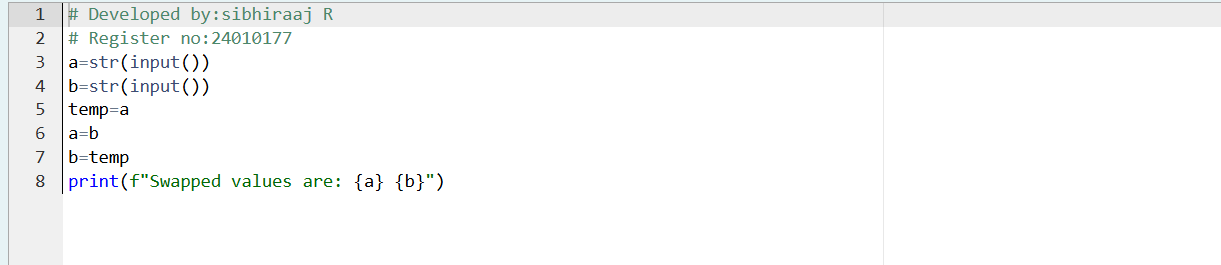 1 # Developed by:sibhiraaj R
2 # Register no:24010177
3 a=str(input())
4 b=str(input())
5 temp=a
6 a=b
7 b=temp
8 print(f"Swapped values are: {a} {b}")